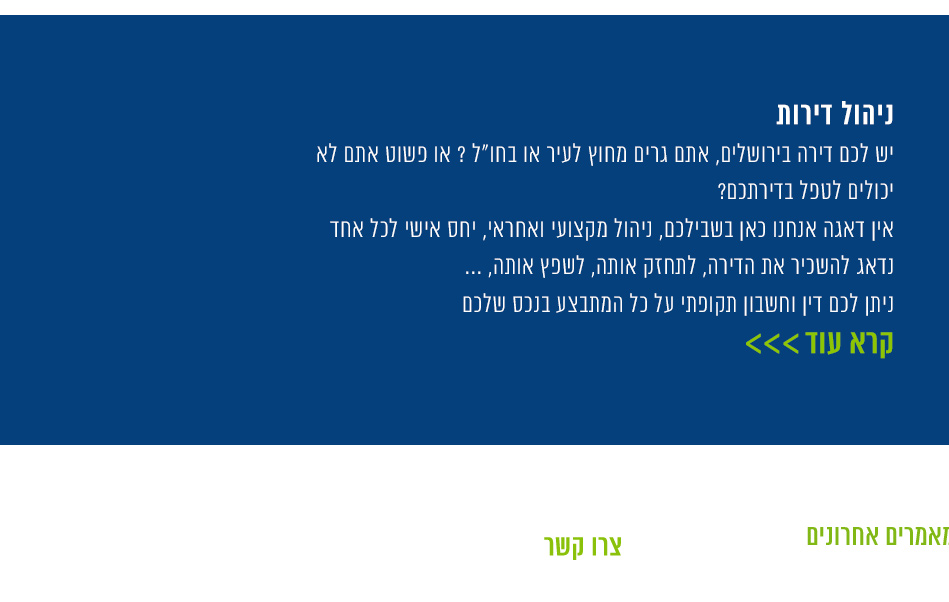 ניהול דירות
יש לכם דירה בירושלים, אתם גרים מחוץ לעיר או בחו"ל ? או פשוט אתם לא
יכולים לטפל בדירתכם?
אין דאגה אנחנו כאן בשבילכם, ניהול מקצועי ואחראי, יחס אישי לכל אחד
נדאג להשכיר את הדירה, לתחזק אותה, לשפץ אותה, ...
ניתן לכם דין וחשבון תקופתי על כל המתבצע בנכס שלכם
קרא עוד >>>
מאמרים אחרונים
צרו קשר